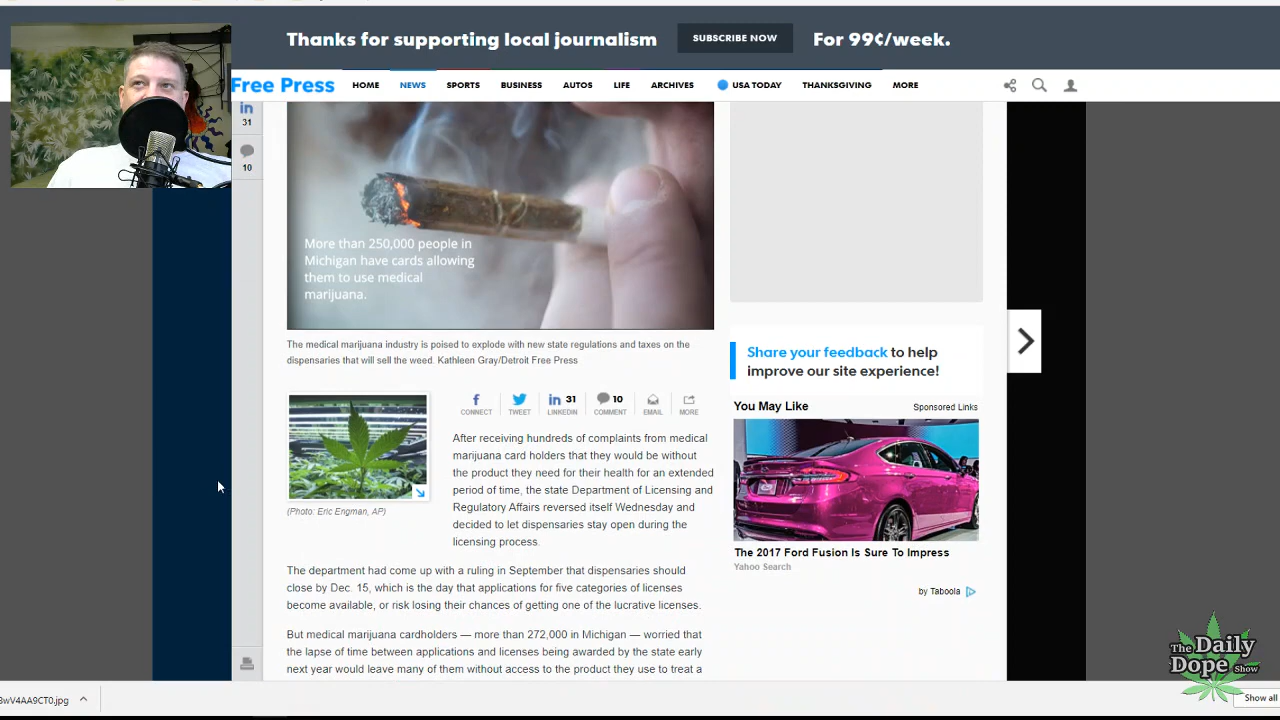 Thanks for supporting local journalism
SUBSCRIBE NOW
For 99¢/week.
Free Press
HOME
NEWS
SPORTS
BUSINESS
AUTOS
LIFE
ARCHIVES
USA TODAY
THANKSGIVING
MORE
in
31
10
More than 250,000 people in
Michigan have cards allowing
them to use medical
marijuana.
The medical marijuana industry is poised to explode with new state regulations and taxes on the
dispensaries that will sell the weed. Kathleen Gray/Detroit Free Press
(Photo: Eric Engman, AP)
f
CONNECT
TWEET
in 31
LINKEDIN
10
COMMENT
EMAIL
MORE
After receiving hundreds of complaints from medical
marijuana card holders that they would be without
the product they need for their health for an extended
period of time, the state Department of Licensing and
Regulatory Affairs reversed itself Wednesday and
decided to let dispensaries stay open during the
licensing process.
The department had come up with a ruling in September that dispensaries should
close by Dec. 15, which is the day that applications for five categories of licenses
become available, or risk losing their chances of getting one of the lucrative licenses.
But medical marijuana cardholders — more than 272,000 in Michigan — worried that
the lapse of time between applications and licenses being awarded by the state early
next year would leave many of them without access to the product they use to treat a
Share your feedback to help
improve our site experience!
You May Like
Sponsored Links
The 2017 Ford Fusion Is Sure To Impress
Yahoo Search
by Taboola
The Daily
Dope Show
3wV4AA9CT0.jpg
Show all